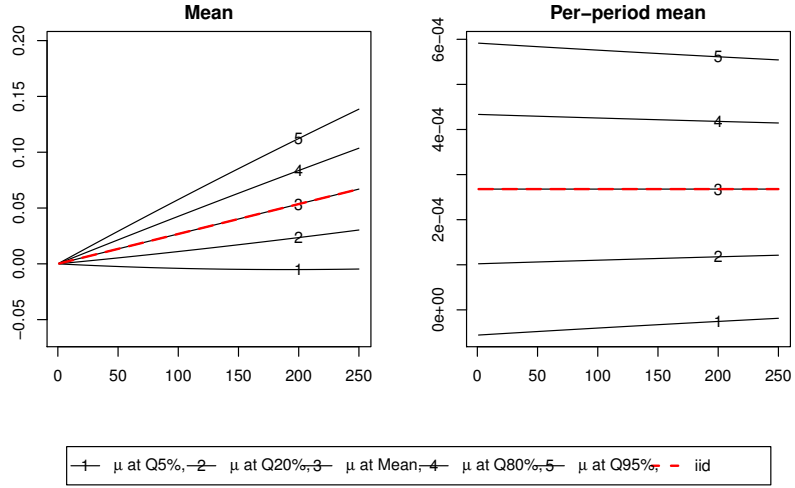 Mean
Per−period mean
0.20
0.15
0.10
0.05
0.00
−0.05
0 50 100 150 200 250
5
4
3
2
1
6e−04
4e−04
2e−04
0e+00
0 50 100 150 200 250
5
4
3
2
1
1 μ at Q5%, 2 μ at Q20%, 3 μ at Mean, 4 μ at Q80%, 5 μ at Q95%, iid